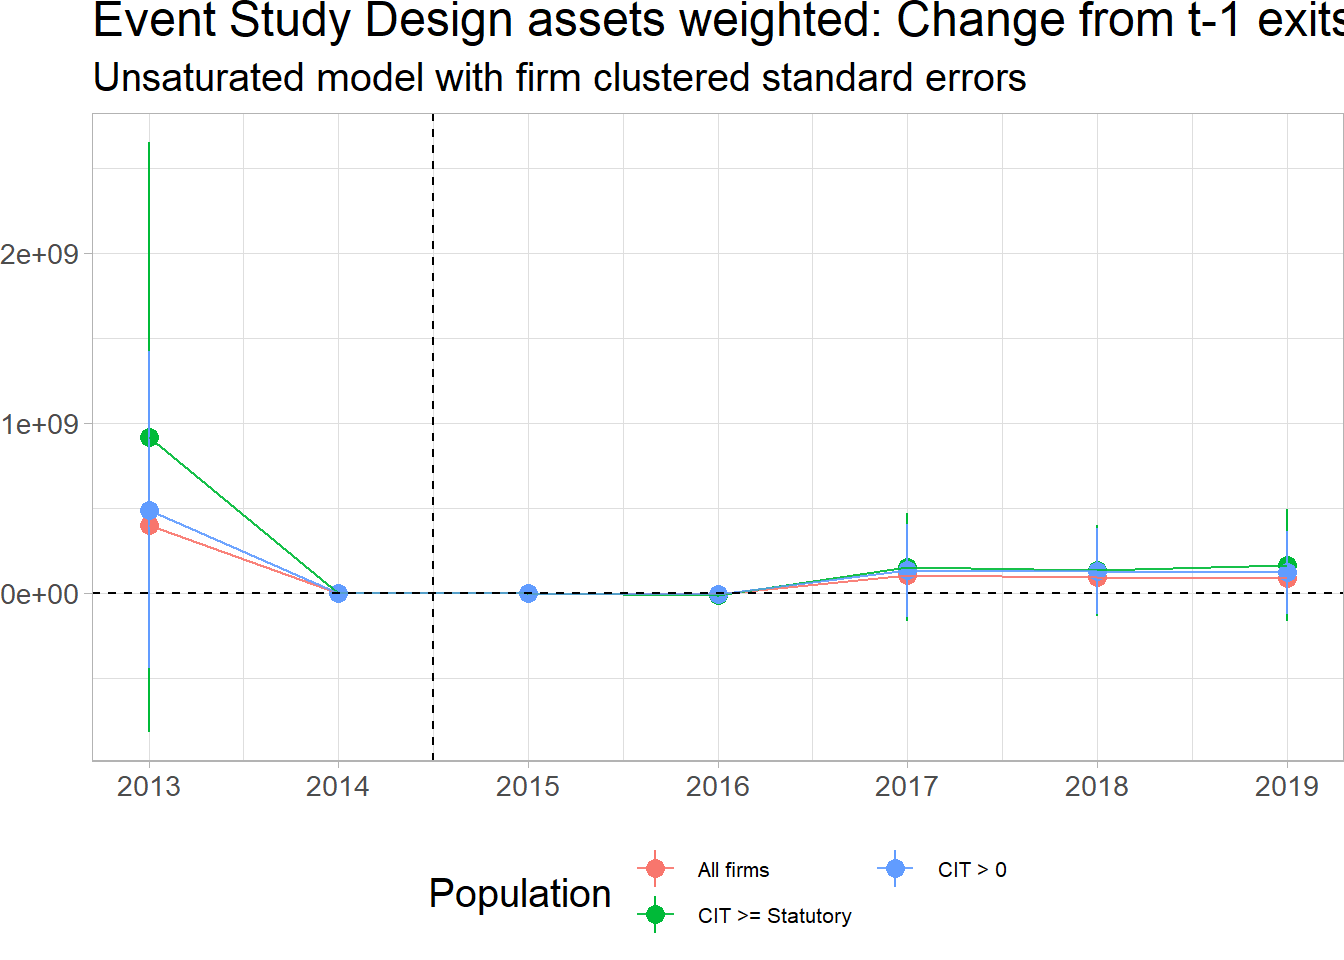 Event Study Design assets weighted: Change from t-1 exits
Unsaturated model with firm clustered standard errors
2e+09
1e+09
0e+00
2013 2014 2015 2016 2017 2018 2019
Population
All firms
CIT > 0
CIT >= Statutory